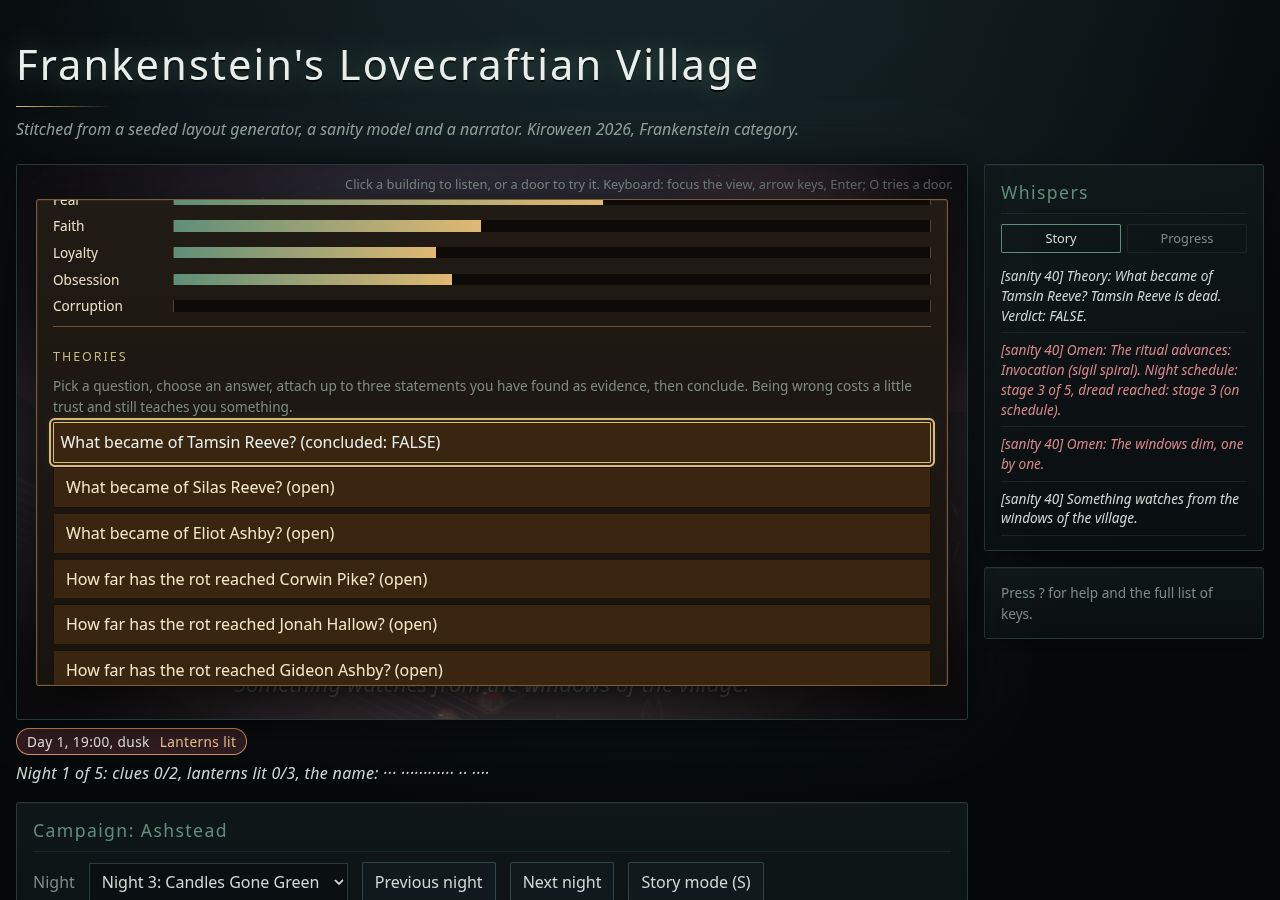 Frankenstein's Lovecraftian Village
Stitched from a seeded layout generator, a sanity model and a narrator. Kiroween 2026, Frankenstein category.
Click a building to listen, or a door to try it. Keyboard: focus the view, arrow keys, Enter; O tries a door.
Fear
Faith
Loyalty
Obsession
Corruption
THEORIES
Pick a question, choose an answer, attach up to three statements you have found as evidence, then conclude. Being wrong costs a little
trust and still teaches you something.
What became of Tamsin Reeve? (concluded: FALSE)
What became of Silas Reeve? (open)
What became of Eliot Ashby? (open)
How far has the rot reached Corwin Pike? (open)
How far has the rot reached Jonah Hallow? (open)
How far has the rot reached Gideon Ashby? (open)
Something watches from the windows of the village.
Day 1, 19:00, dusk Lanterns lit
Night 1 of 5: clues 0/2, lanterns lit 0/3, the name: ··· ············ ·· ····
Campaign: Ashstead
Night Night 3: Candles Gone Green Previous night Next night Story mode (S)
Whispers
Story Progress
[sanity 40] Theory: What became of
Tamsin Reeve? Tamsin Reeve is dead.
Verdict: FALSE.
[sanity 40] Omen: The ritual advances:
Invocation (sigil spiral). Night schedule:
stage 3 of 5, dread reached: stage 3 (on
schedule).
[sanity 40] Omen: The windows dim, one
by one.
[sanity 40] Something watches from the
windows of the village.
Press ? for help and the full list of
keys.